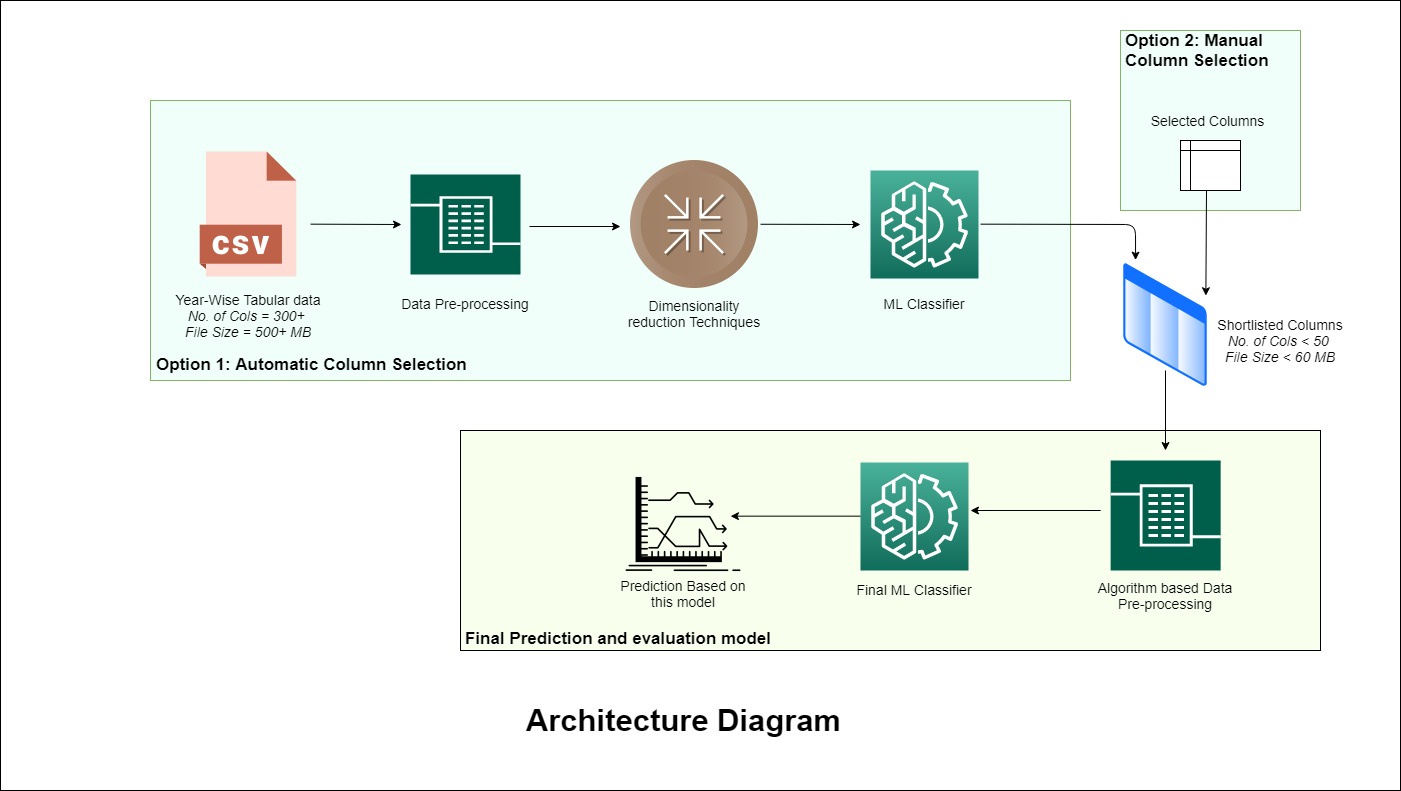 Option 2: Manual
Column Selection
Selected Columns
CSV
Year-Wise Tabular data
No. of Cols = 300+
File Size = 500+ MB
Data Pre-processing
Dimensionality
reduction Techniques
ML Classifier
Option 1: Automatic Column Selection
Shortlisted Columns
No. of Cols < 50
File Size < 60 MB
Prediction Based on
this model
Final ML Classifier
Algorithm based Data
Pre-processing
Final Prediction and evaluation model
Architecture Diagram